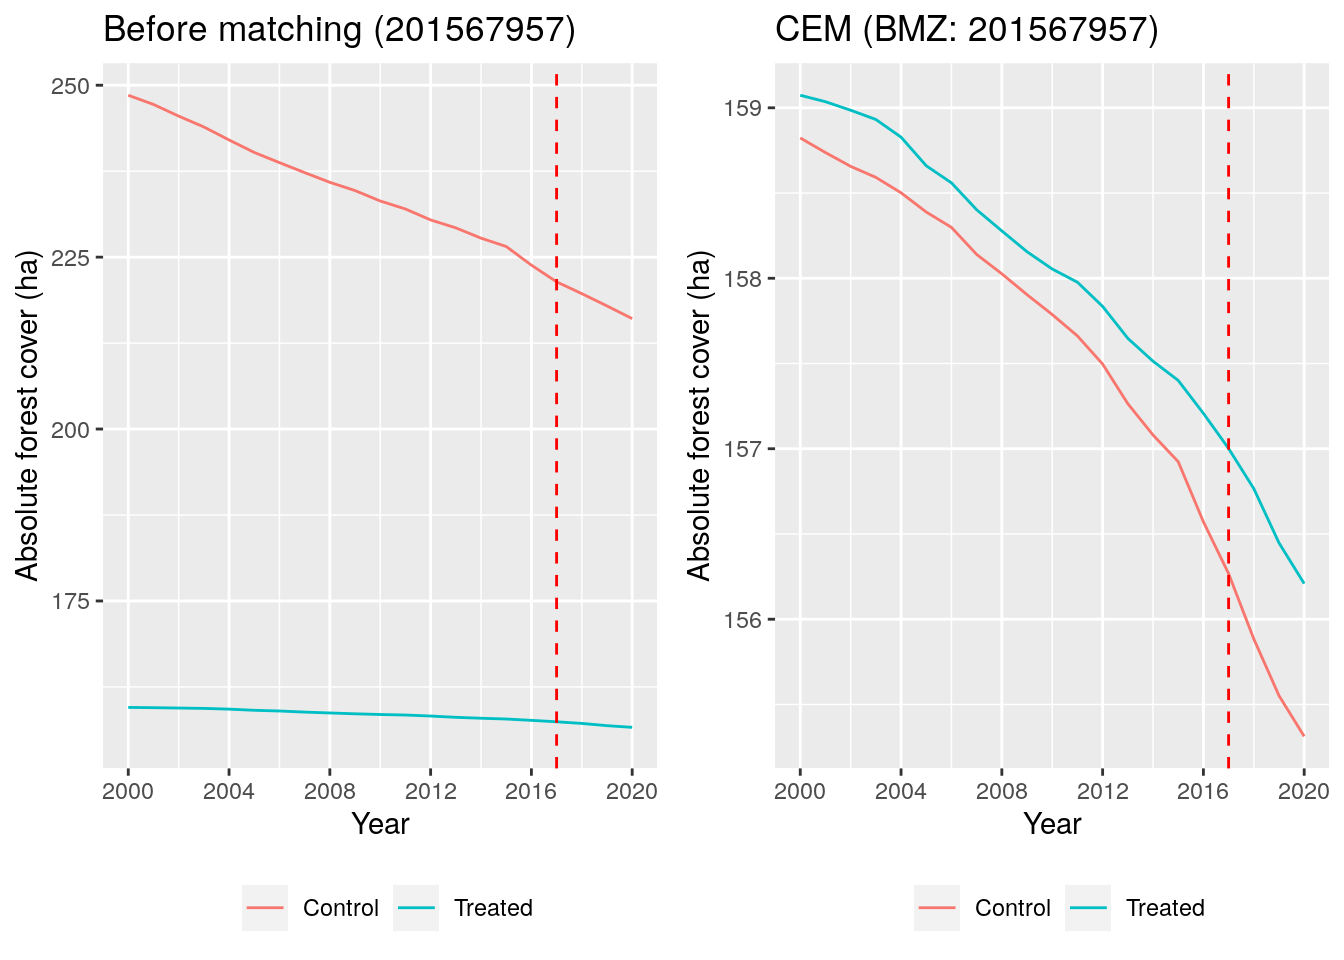 Before matching (201567957)
Absolute forest cover (ha)
250
225
200
175
2000 2004 2008 2012 2016 2020
Year
Control Treated
CEM (BMZ: 201567957)
Absolute forest cover (ha)
159
158
157
156
2000 2004 2008 2012 2016 2020
Year
Control Treated